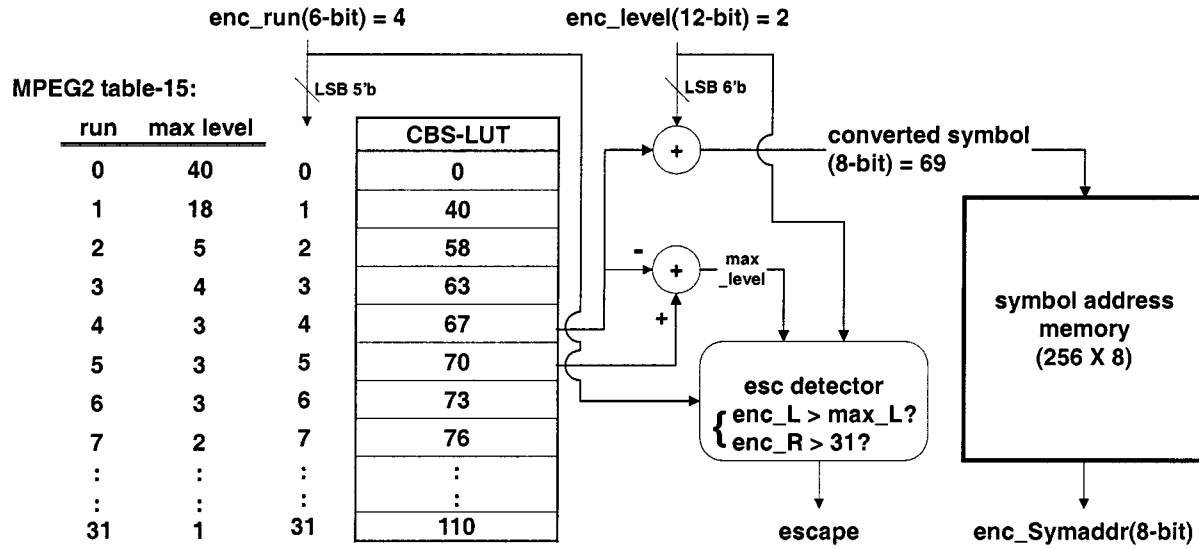 enc_run(6-bit) = 4
enc_level(12-bit) = 2
MPEG2 table-15:
LSB 5'b
LSB 6'b
run max level
CBS-LUT
0 40 0 0
1 18 1 40
2 5 2 58
3 4 3 63
4 3 4 67
5 3 5 70
6 3 6 73
7 2 7 76
: : : :
: : : :
31 1 31 110
+
converted symbol
(8-bit) = 69
-
+
+
max
_level
esc detector
{ enc_L > max_L?
enc_R > 31?
escape
symbol address
memory
(256 X 8)
enc_Symaddr(8-bit)